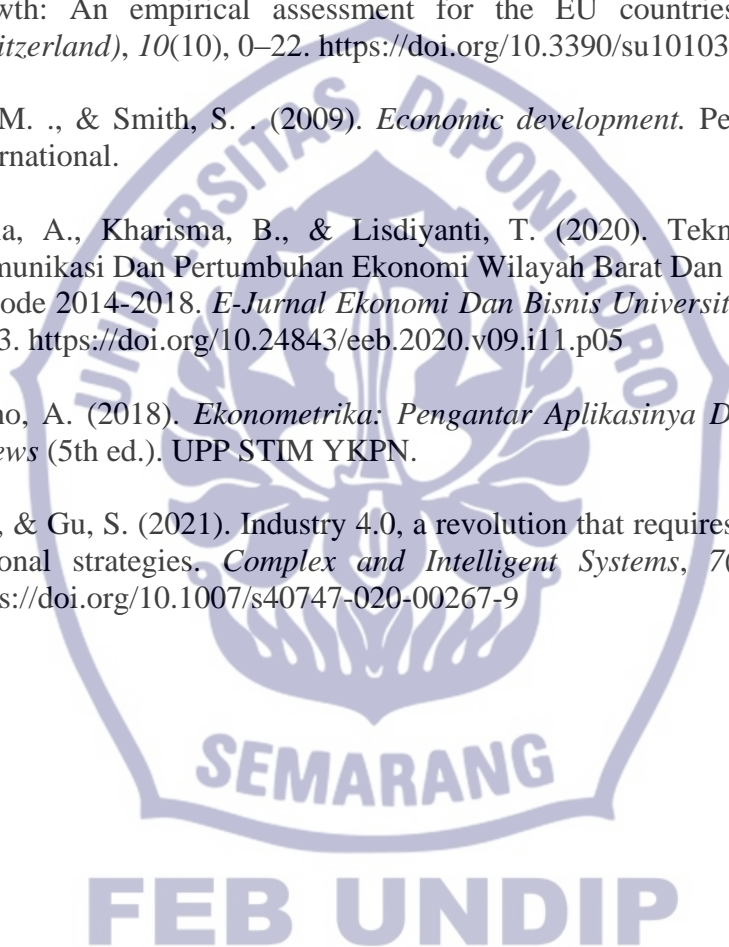 wth: An empirical assessment for the EU countries
itzerland), 10(10), 0–22. https://doi.org/10.3390/su10103
M. ., & Smith, S. . (2009). Economic development. Pe
ernational.
a, A., Kharisma, B., & Lisdiyanti, T. (2020). Tekn
munikasi Dan Pertumbuhan Ekonomi Wilayah Barat Dan
ode 2014-2018. E-Jurnal Ekonomi Dan Bisnis Universit
3. https://doi.org/10.24843/eeb.2020.v09.i11.p05
no, A. (2018). Ekonometrika: Pengantar Aplikasinya D
ews (5th ed.). UPP STIM YKPN.
, & Gu, S. (2021). Industry 4.0, a revolution that requires
onal strategies. Complex and Intelligent Systems, 7(
s://doi.org/10.1007/s40747-020-00267-9
UNIVERSITAS DIPONEGORO
SEMARANG
FEB UNDIP